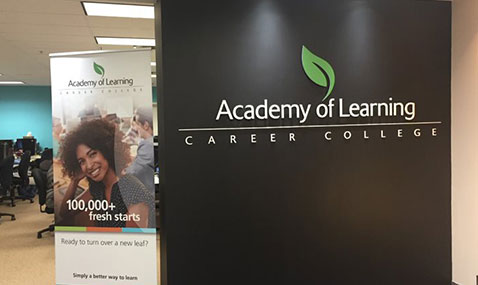 Academy of Learning
CAREER COLLEGE
100,000+
fresh starts
Ready to turn over a new leaf?
Simply a better way to learn
Academy of Learning
CAREER COLLEGE